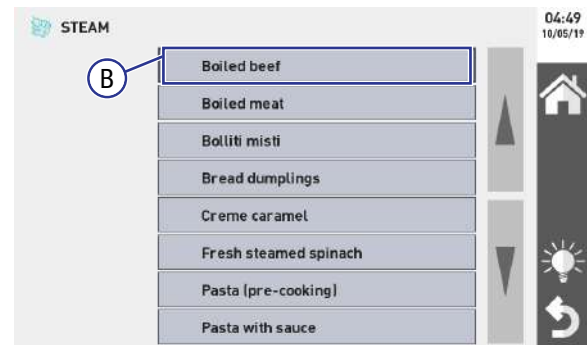 STEAM
04:49
10/05/19
B
Boiled beef
Boiled meat
Bolliti misti
Bread dumplings
Creme caramel
Fresh steamed spinach
Pasta (pre-cooking)
Pasta with sauce